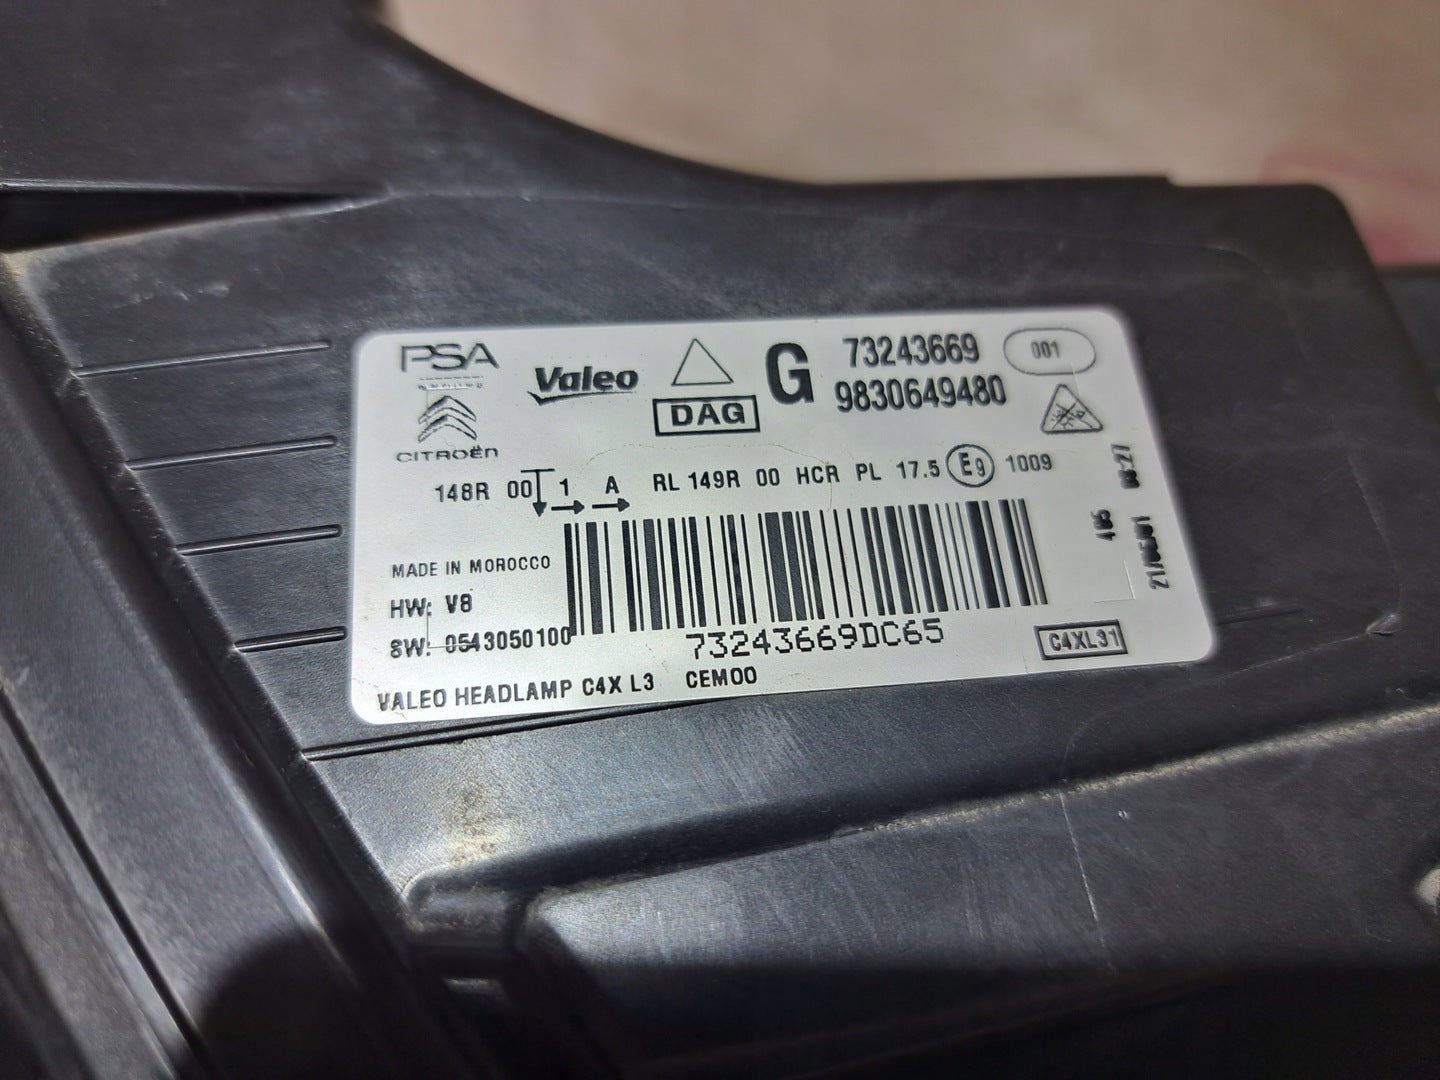 PSA
CITROËN
Valeo
DAG
G
73243669
9830649480
001
148R 00 1 A RL 149R 00 HCR PL 17.5 E9 1009
MADE IN MOROCCO
HW: V8
SW: 0543050100
73243669DC65
VALEO HEADLAMP C4X L3 CEM00
C4XL31